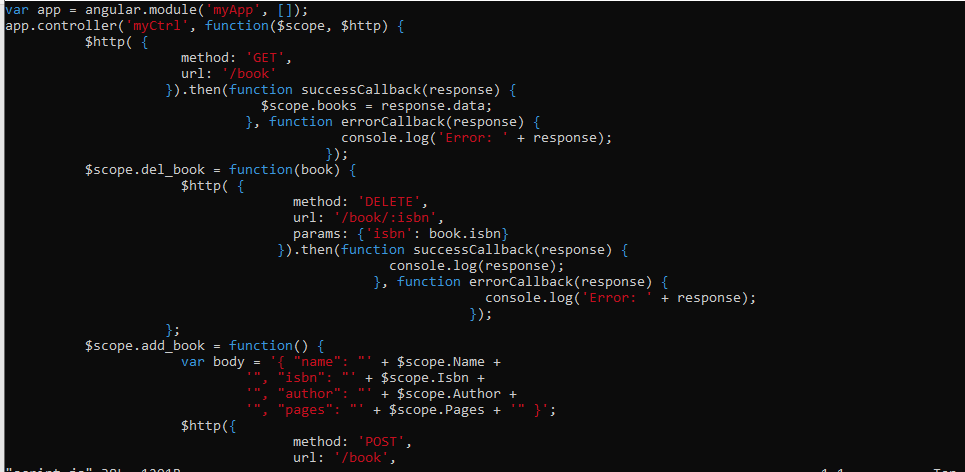 var app = angular.module('myApp', []);
app.controller('myCtrl', function($scope, $http) {
$http( {
method: 'GET',
url: '/book'
}).then(function successCallback(response) {
$scope.books = response.data;
}, function errorCallback(response) {
console.log('Error: ' + response);
});
$scope.del_book = function(book) {
$http( {
method: 'DELETE',
url: '/book/:isbn',
params: {'isbn': book.isbn}
}).then(function successCallback(response) {
console.log(response);
}, function errorCallback(response) {
console.log('Error: ' + response);
});
};
$scope.add_book = function() {
var body = '{ "name": "' + $scope.Name +
'", "isbn": "' + $scope.Isbn +
'", "author": "' + $scope.Author +
'", "pages": "' + $scope.Pages + '" }';
$http({
method: 'POST',
url: '/book',